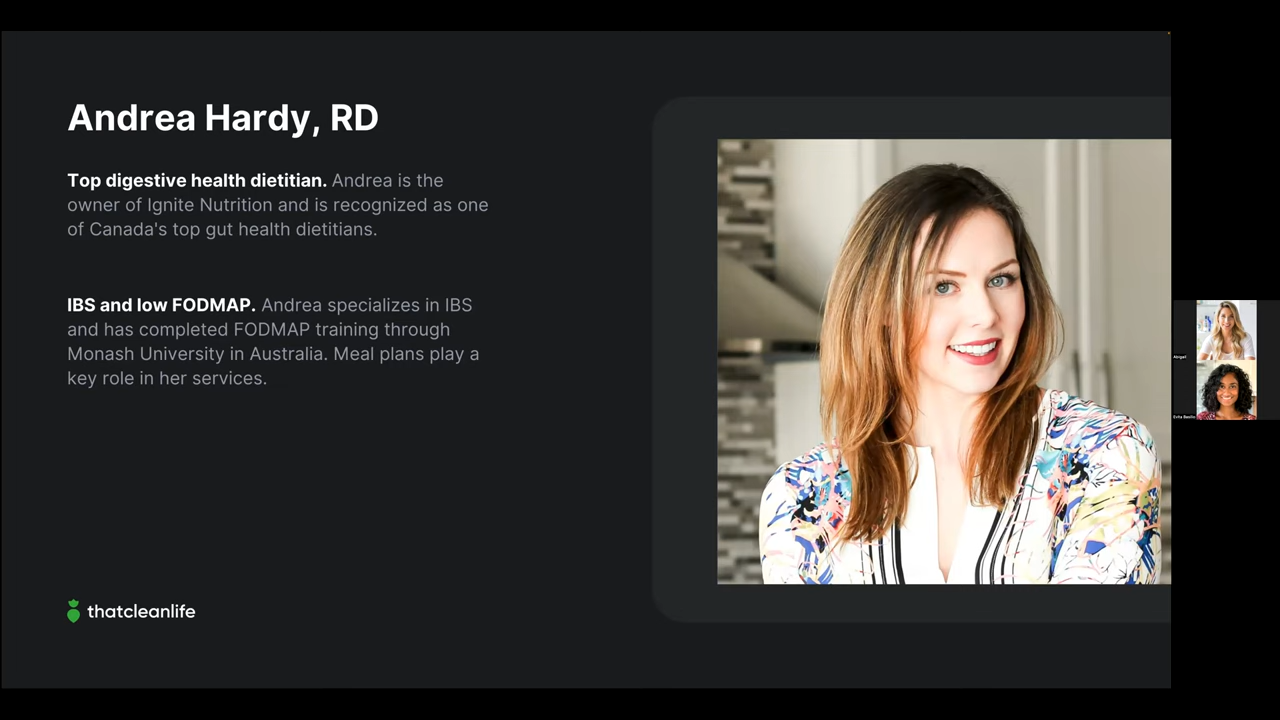 Andrea Hardy, RD
Top digestive health dietitian. Andrea is the
owner of Ignite Nutrition and is recognized as one
of Canada's top gut health dietitians.
IBS and low FODMAP. Andrea specializes in IBS
and has completed FODMAP training through
Monash University in Australia. Meal plans play a
key role in her services.
thatcleanlife
Abigail